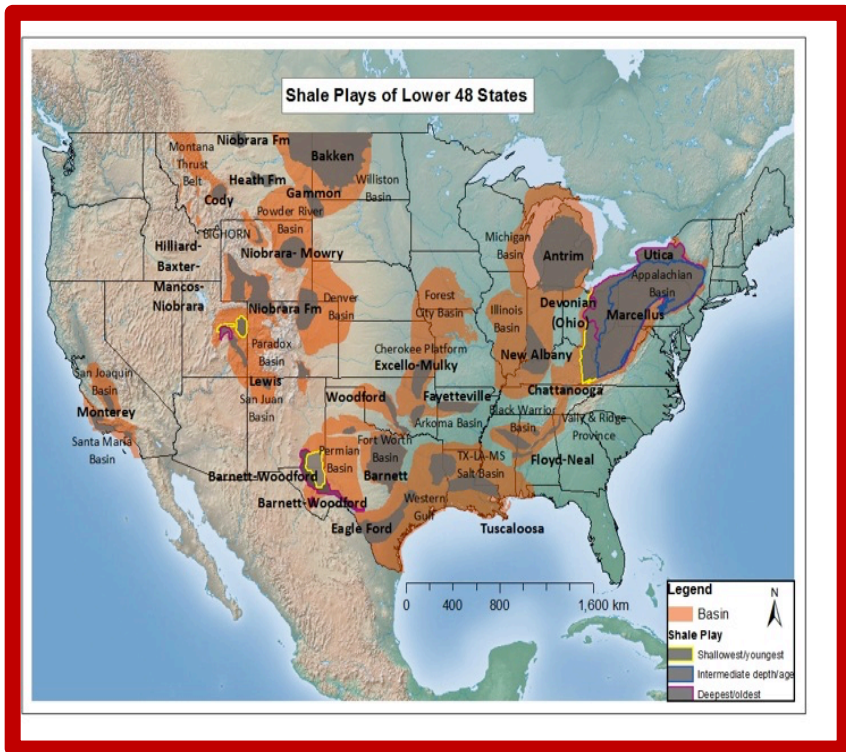 Shale Plays of Lower 48 States
Niobrara Fm
Montana
Thrust
Belt
Bakken
Heath Fm
Williston
Basin
Cody
Gammon
Powder River
Basin
BIGHORN
Hilliard-
Baxter-
Mancos-
Niobrara
Niobrara- Mowry
Michigan
Basin
Antrim
Utica
Appalachian
Basin
Niobrara Fm
Denver
Basin
Forest
City Basin
Illinois
Basin
Devonian
(Ohio)
Marcellus
Paradox
Basin
Cherokee Platform
Excello-Mulky
New Albany
San Joaquin
Basin
Lewis
San Juan
Basin
Woodford
Fayetteville
Chattanooga
Monterey
Arkoma Basin
Black Warrior
Basin
Vally & Ridge
Province
Santa Maria
Basin
Permian
Basin
Fort Worth
Basin
Barnett
TX-LA-MS
Salt Basin
Floyd-Neal
Barnett-Woodford
Barnett-Woodford
Western
Gulf
Eagle Ford
Tuscaloosa
0 400 800 1,600 km
Legend
N
Basin
Shale Play
Shallowest/youngest
Intermediate depth/age
Deepest/oldest